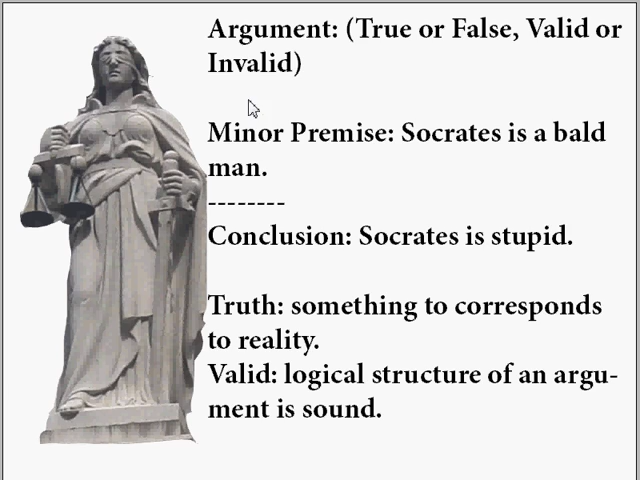 Argument: (True or False, Valid or
Invalid)
Minor Premise: Socrates is a bald
man.
--------
Conclusion: Socrates is stupid.
Truth: something to corresponds
to reality.
Valid: logical structure of an argu-
ment is sound.